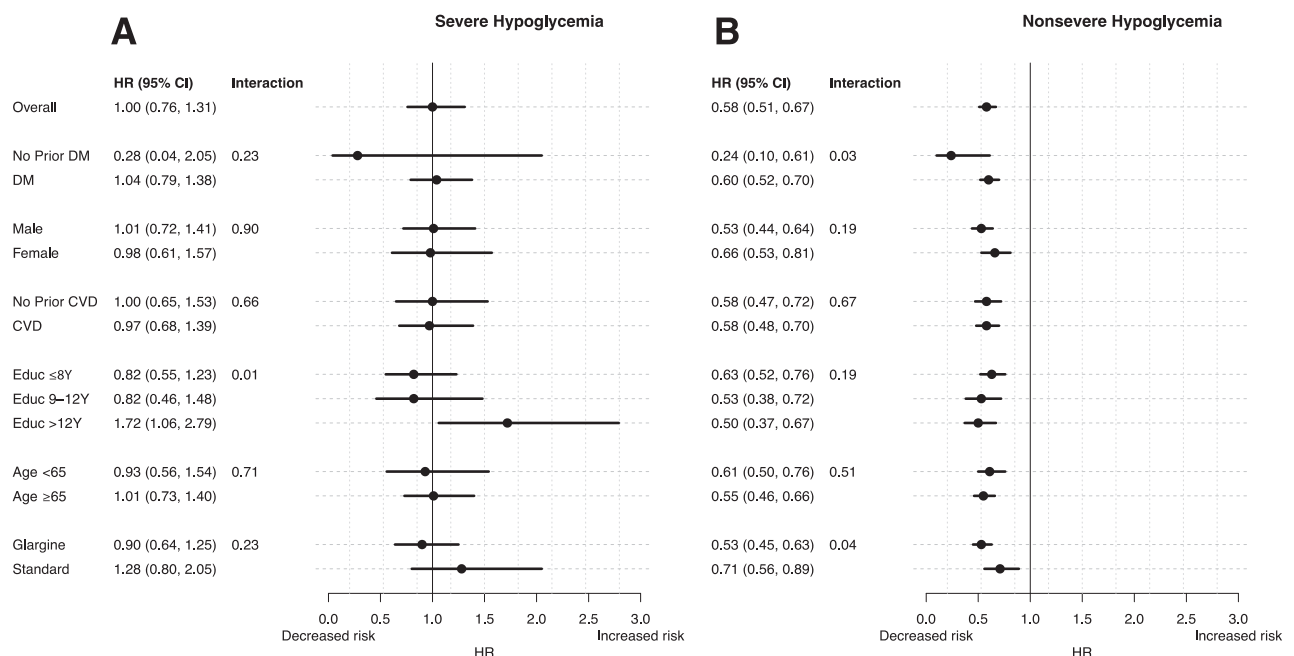 A Severe Hypoglycemia
HR (95% CI) Interaction
Overall 1.00 (0.76, 1.31)
No Prior DM 0.28 (0.04, 2.05) 0.23
DM 1.04 (0.79, 1.38)
Male 1.01 (0.72, 1.41) 0.90
Female 0.98 (0.61, 1.57)
No Prior CVD 1.00 (0.65, 1.53) 0.66
CVD 0.97 (0.68, 1.39)
Educ ≤8Y 0.82 (0.55, 1.23) 0.01
Educ 9–12Y 0.82 (0.46, 1.48)
Educ >12Y 1.72 (1.06, 2.79)
Age <65 0.93 (0.56, 1.54) 0.71
Age ≥65 1.01 (0.73, 1.40)
Glargine 0.90 (0.64, 1.25) 0.23
Standard 1.28 (0.80, 2.05)
0.0 0.5 1.0 1.5 2.0 2.5 3.0
Decreased risk Increased risk
HR
B Nonsevere Hypoglycemia
HR (95% CI) Interaction
0.58 (0.51, 0.67)
0.24 (0.10, 0.61) 0.03
0.60 (0.52, 0.70)
0.53 (0.44, 0.64) 0.19
0.66 (0.53, 0.81)
0.58 (0.47, 0.72) 0.67
0.58 (0.48, 0.70)
0.63 (0.52, 0.76) 0.19
0.53 (0.38, 0.72)
0.50 (0.37, 0.67)
0.61 (0.50, 0.76) 0.51
0.55 (0.46, 0.66)
0.53 (0.45, 0.63) 0.04
0.71 (0.56, 0.89)
0.0 0.5 1.0 1.5 2.0 2.5 3.0
Decreased risk Increased risk
HR